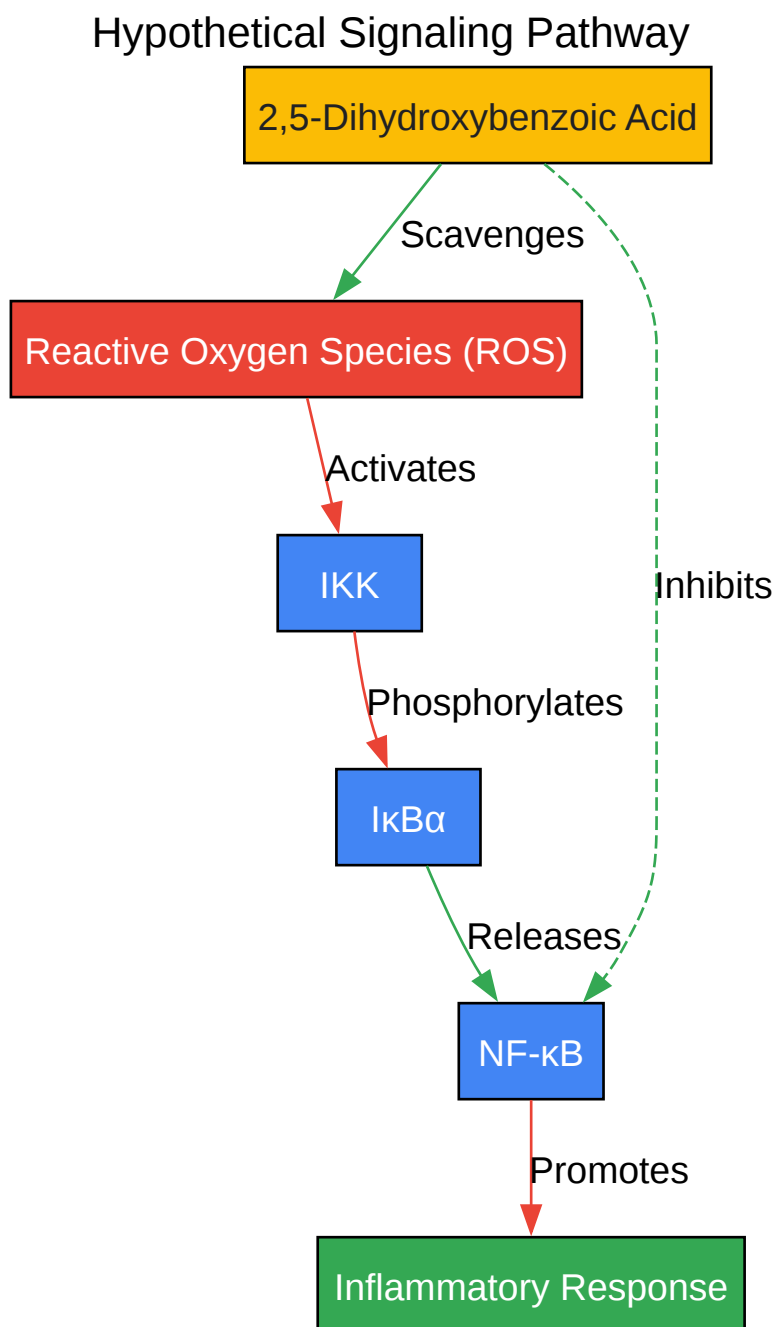 Hypothetical Signaling Pathway
2,5-Dihydroxybenzoic Acid
Scavenges
Reactive Oxygen Species (ROS)
Activates
IKK
Inhibits
Phosphorylates
IκBα
Releases
NF-κB
Promotes
Inflammatory Response